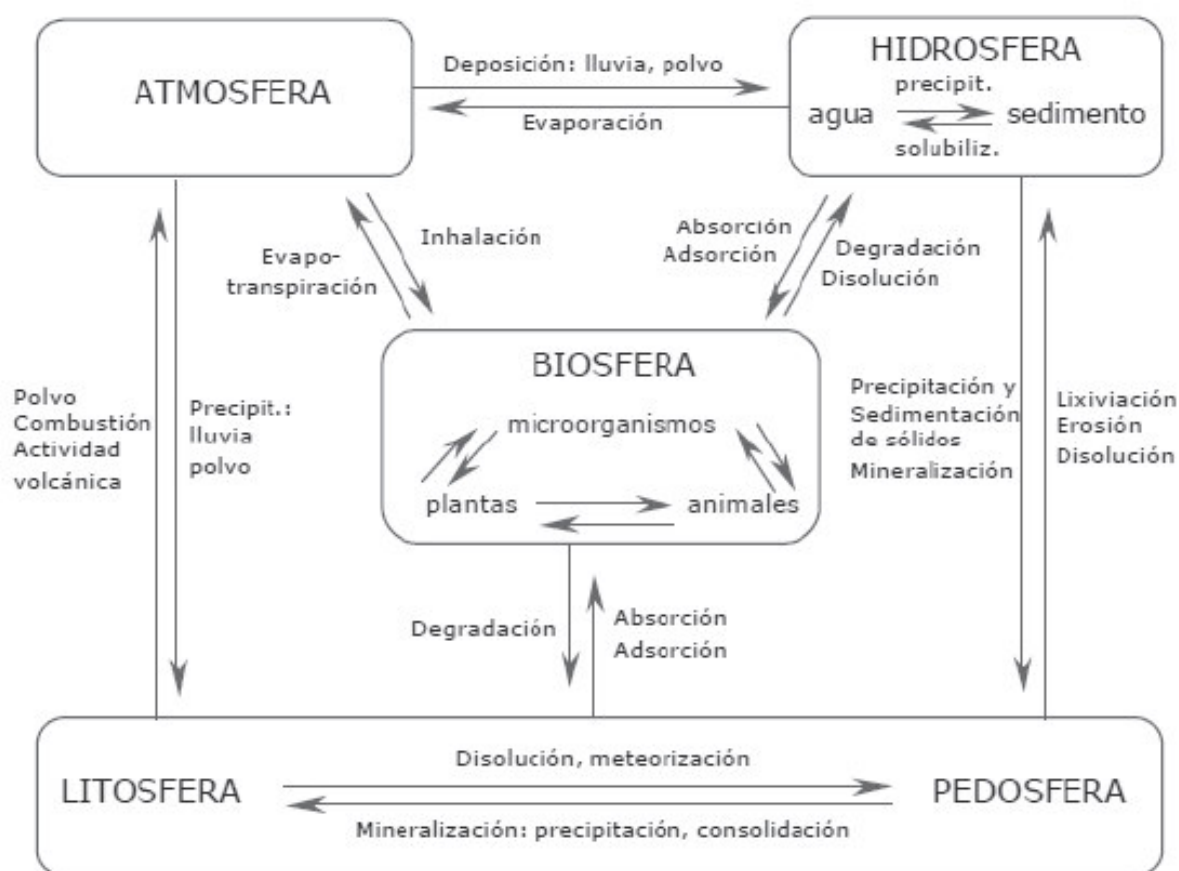 ATMOSFERA
Deposición: lluvia, polvo
Evaporación
HIDROSFERA
precipit.
agua
sedimento
solubiliz.
Evapo-
transpiración
Inhalación
Absorción
Adsorción
Degradación
Disolución
BIOSFERA
microorganismos
plantas
animales
Polvo
Combustión
Actividad
volcánica
Precipit.:
lluvia
polvo
Precipitación y
Sedimentación
de sólidos
Mineralización
Lixiviación
Erosión
Disolución
Degradación
Absorción
Adsorción
LITOSFERA
Disolución, meteorización
PEDOSFERA
Mineralización: precipitación, consolidación